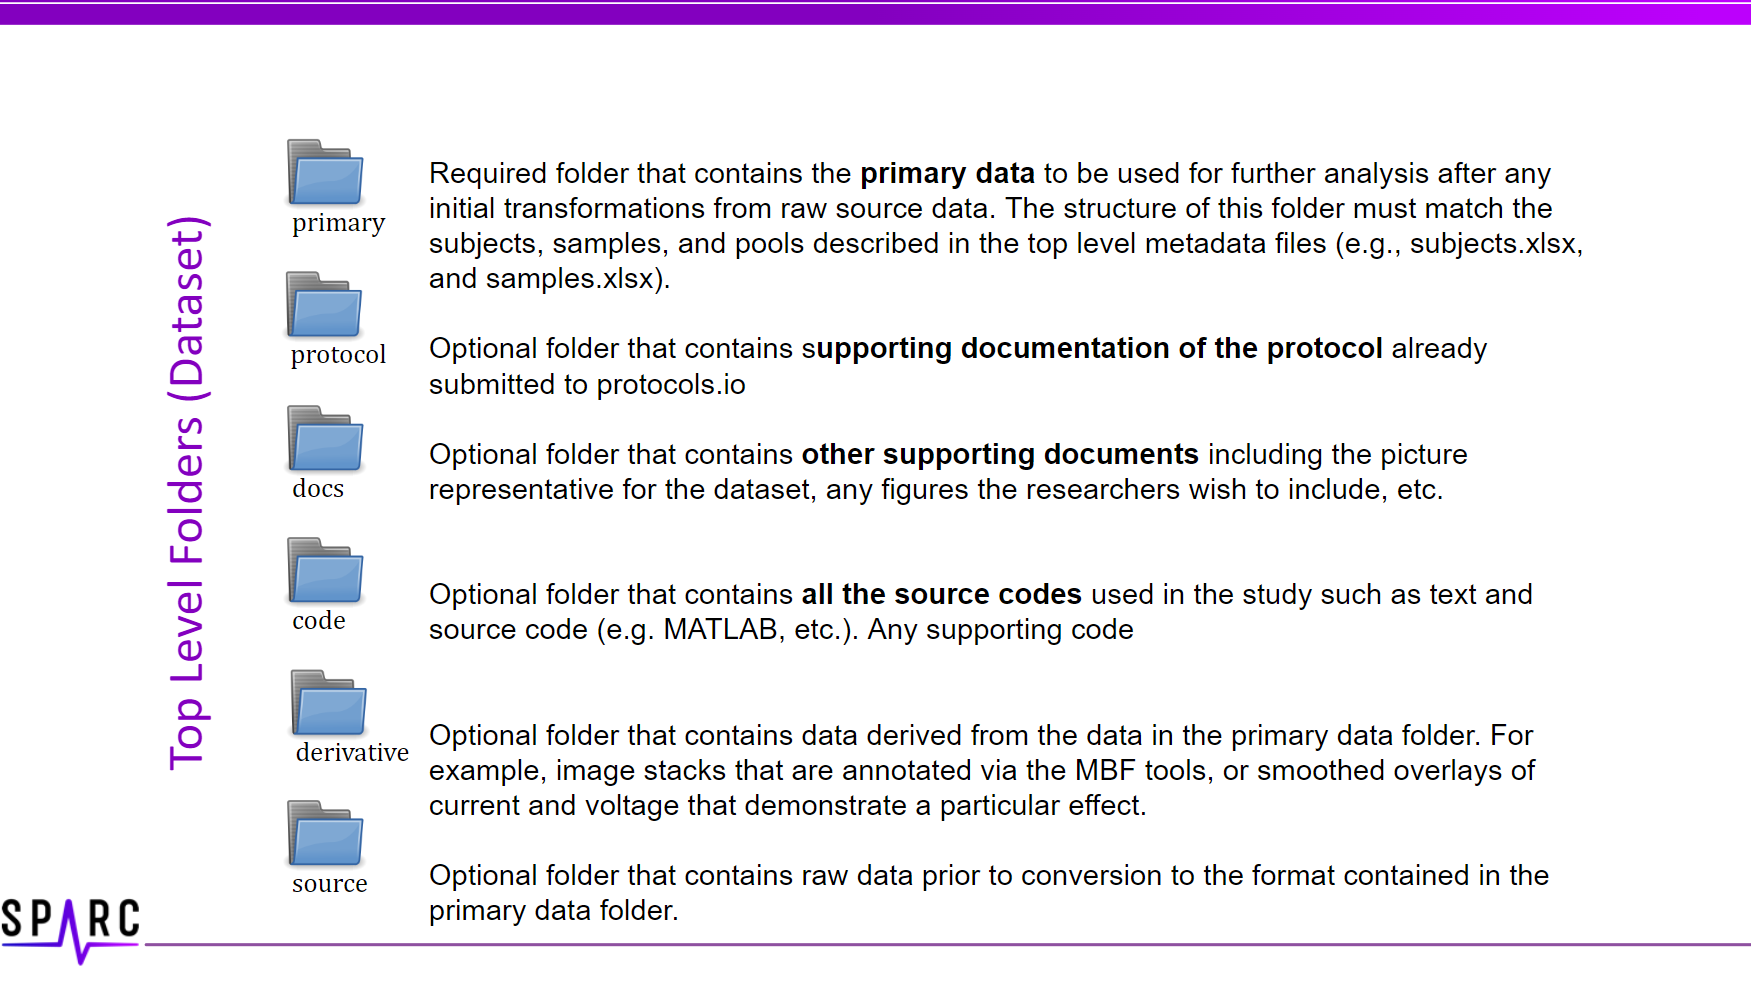 Top Level Folders (Dataset)
primary
Required folder that contains the primary data to be used for further analysis after any
initial transformations from raw source data. The structure of this folder must match the
subjects, samples, and pools described in the top level metadata files (e.g., subjects.xlsx,
and samples.xlsx).
protocol
Optional folder that contains supporting documentation of the protocol already
submitted to protocols.io
docs
Optional folder that contains other supporting documents including the picture
representative for the dataset, any figures the researchers wish to include, etc.
code
Optional folder that contains all the source codes used in the study such as text and
source code (e.g. MATLAB, etc.). Any supporting code
derivative
Optional folder that contains data derived from the data in the primary data folder. For
example, image stacks that are annotated via the MBF tools, or smoothed overlays of
current and voltage that demonstrate a particular effect.
source
Optional folder that contains raw data prior to conversion to the format contained in the
primary data folder.
SPARC